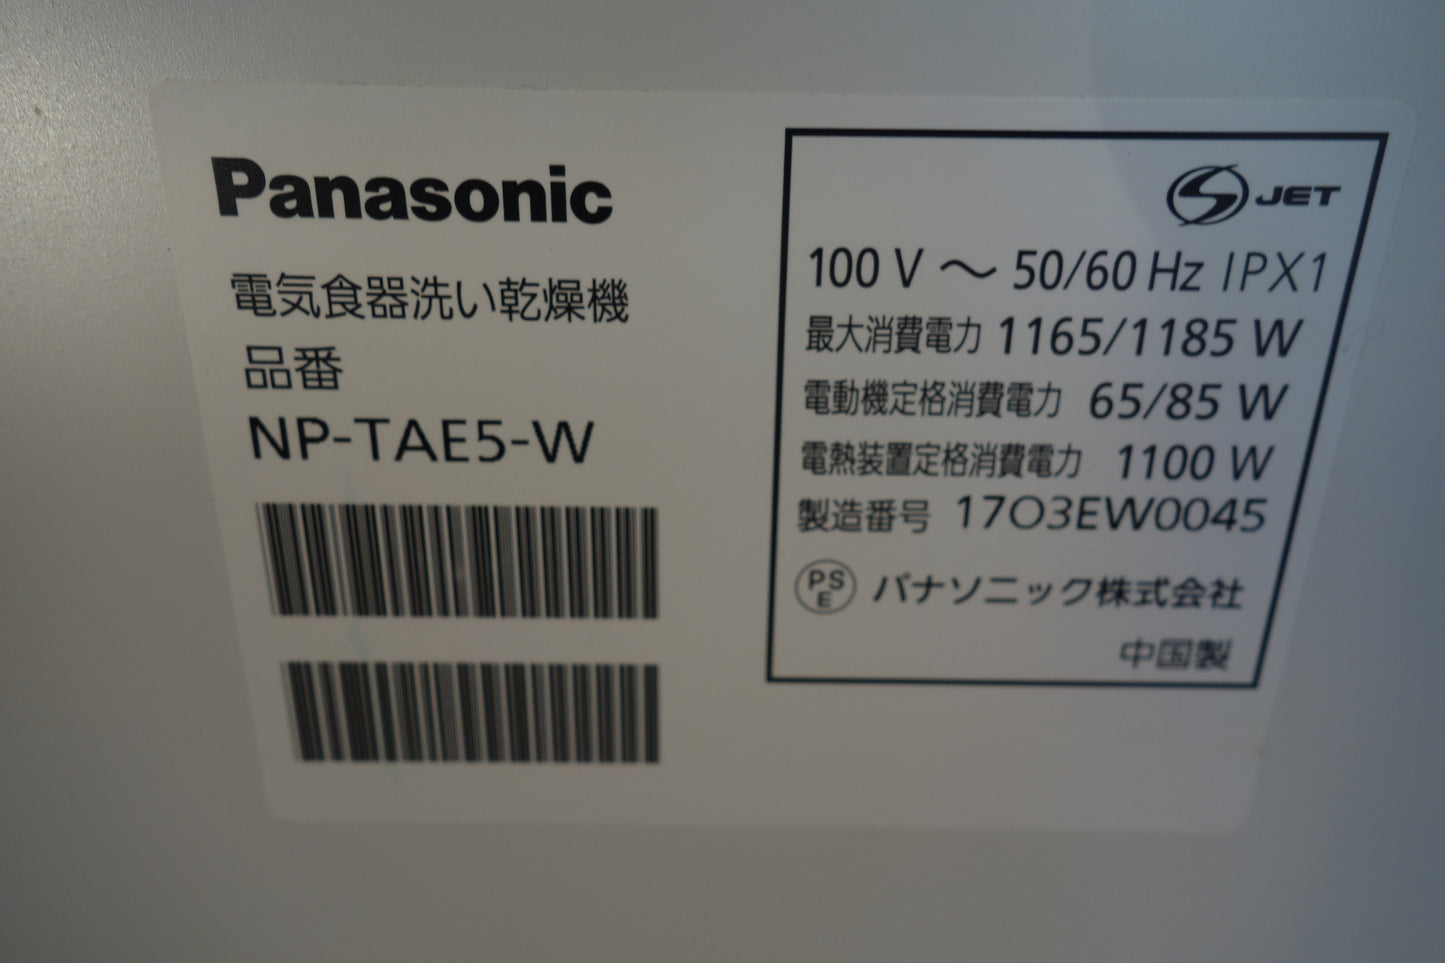 Panasonic
電気食器洗い乾燥機
品番
NP-TAE5-W
S JET
100 V ～ 50/60 Hz IPX1
最大消費電力 1165/1185 W
電動機定格消費電力 65/85 W
電熱装置定格消費電力 1100 W
製造番号 17O3EW0045
PSE パナソニック株式会社
中国製